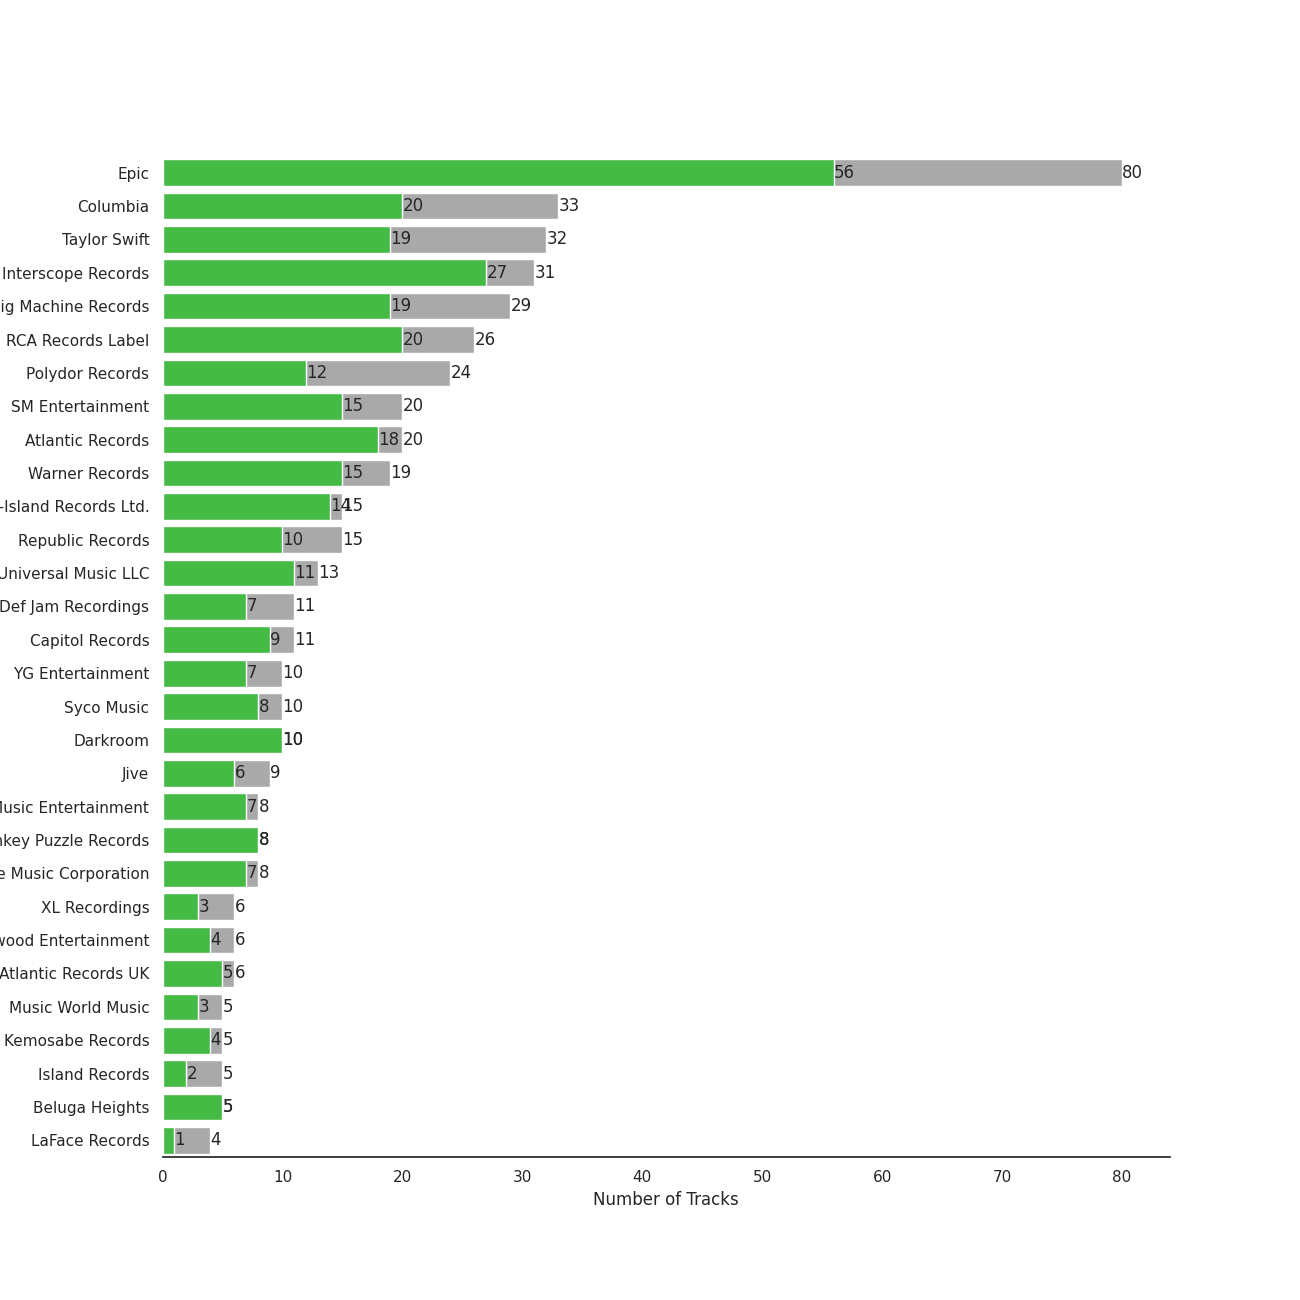 Epic 56 80
Columbia 20 33
Taylor Swift 19 32
Interscope Records 27 31
Machine Records 19 29
RCA Records Label 20 26
Polydor Records 12 24
SM Entertainment 15 20
Atlantic Records 18 20
Warner Records 15 19
-Island Records Ltd. 14 15
Republic Records 10 15
Universal Music LLC 11 13
Def Jam Recordings 7 11
Capitol Records 9 11
YG Entertainment 7 10
Syco Music 8 10
Darkroom 10
Jive 6 9
Music Entertainment 7 8
Puzzle Records 8
Music Corporation 7 8
XL Recordings 3 6
Entertainment 4 6
Atlantic Records UK 5 6
Music World Music 3 5
Kemosabe Records 4 5
Island Records 2 5
Beluga Heights 5
LaFace Records 1 4
0 10 20 30 40 50 60 70 80
Number of Tracks